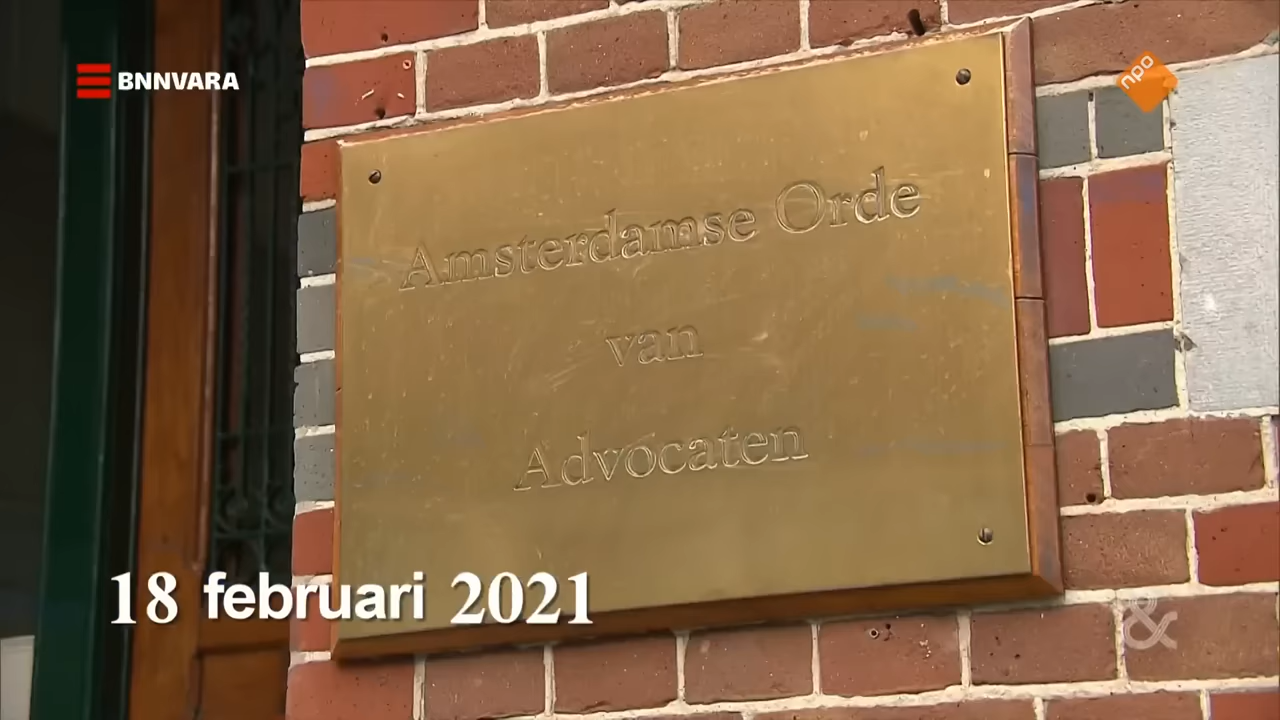 BNNVARA
npo
Amsterdamse Orde
van
Advocaten
18 februari 2021
&